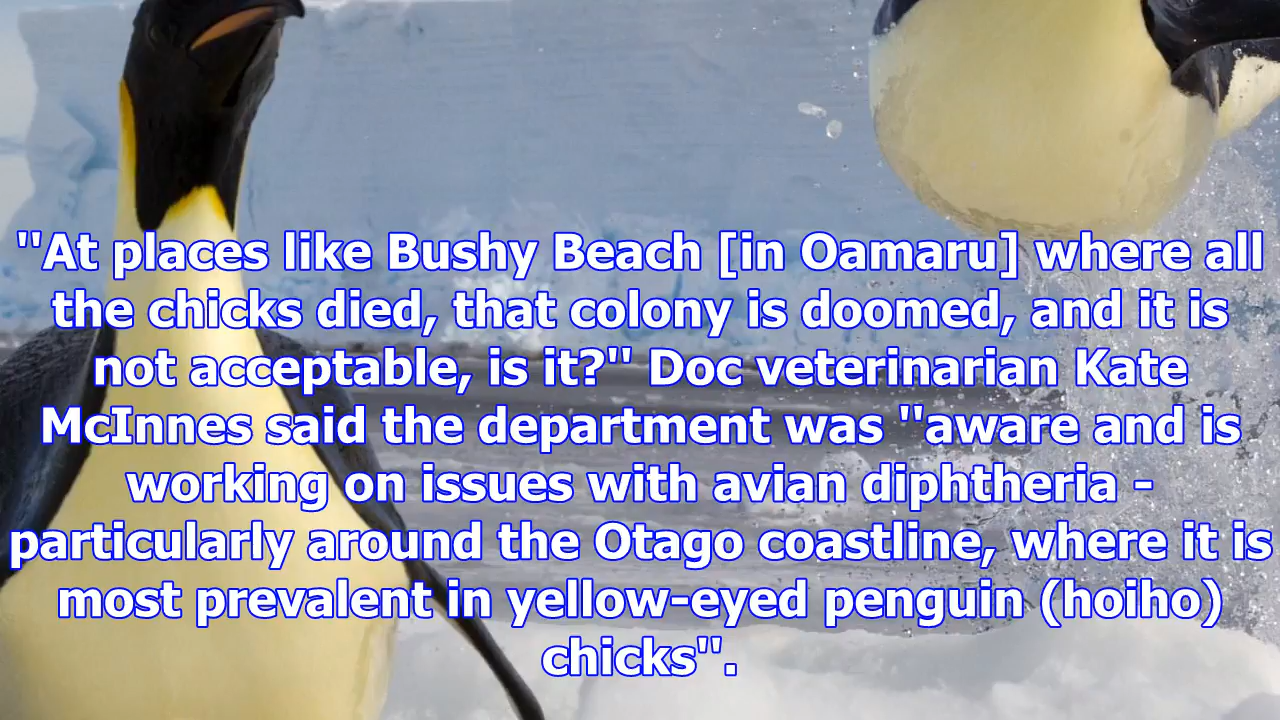 "At places like Bushy Beach [in Oamaru] where all
the chicks died, that colony is doomed, and it is
not acceptable, is it?" Doc veterinarian Kate
McInnes said the department was "aware and is
working on issues with avian diphtheria -
particularly around the Otago coastline, where it is
most prevalent in yellow-eyed penguin (hoiho)
chicks".